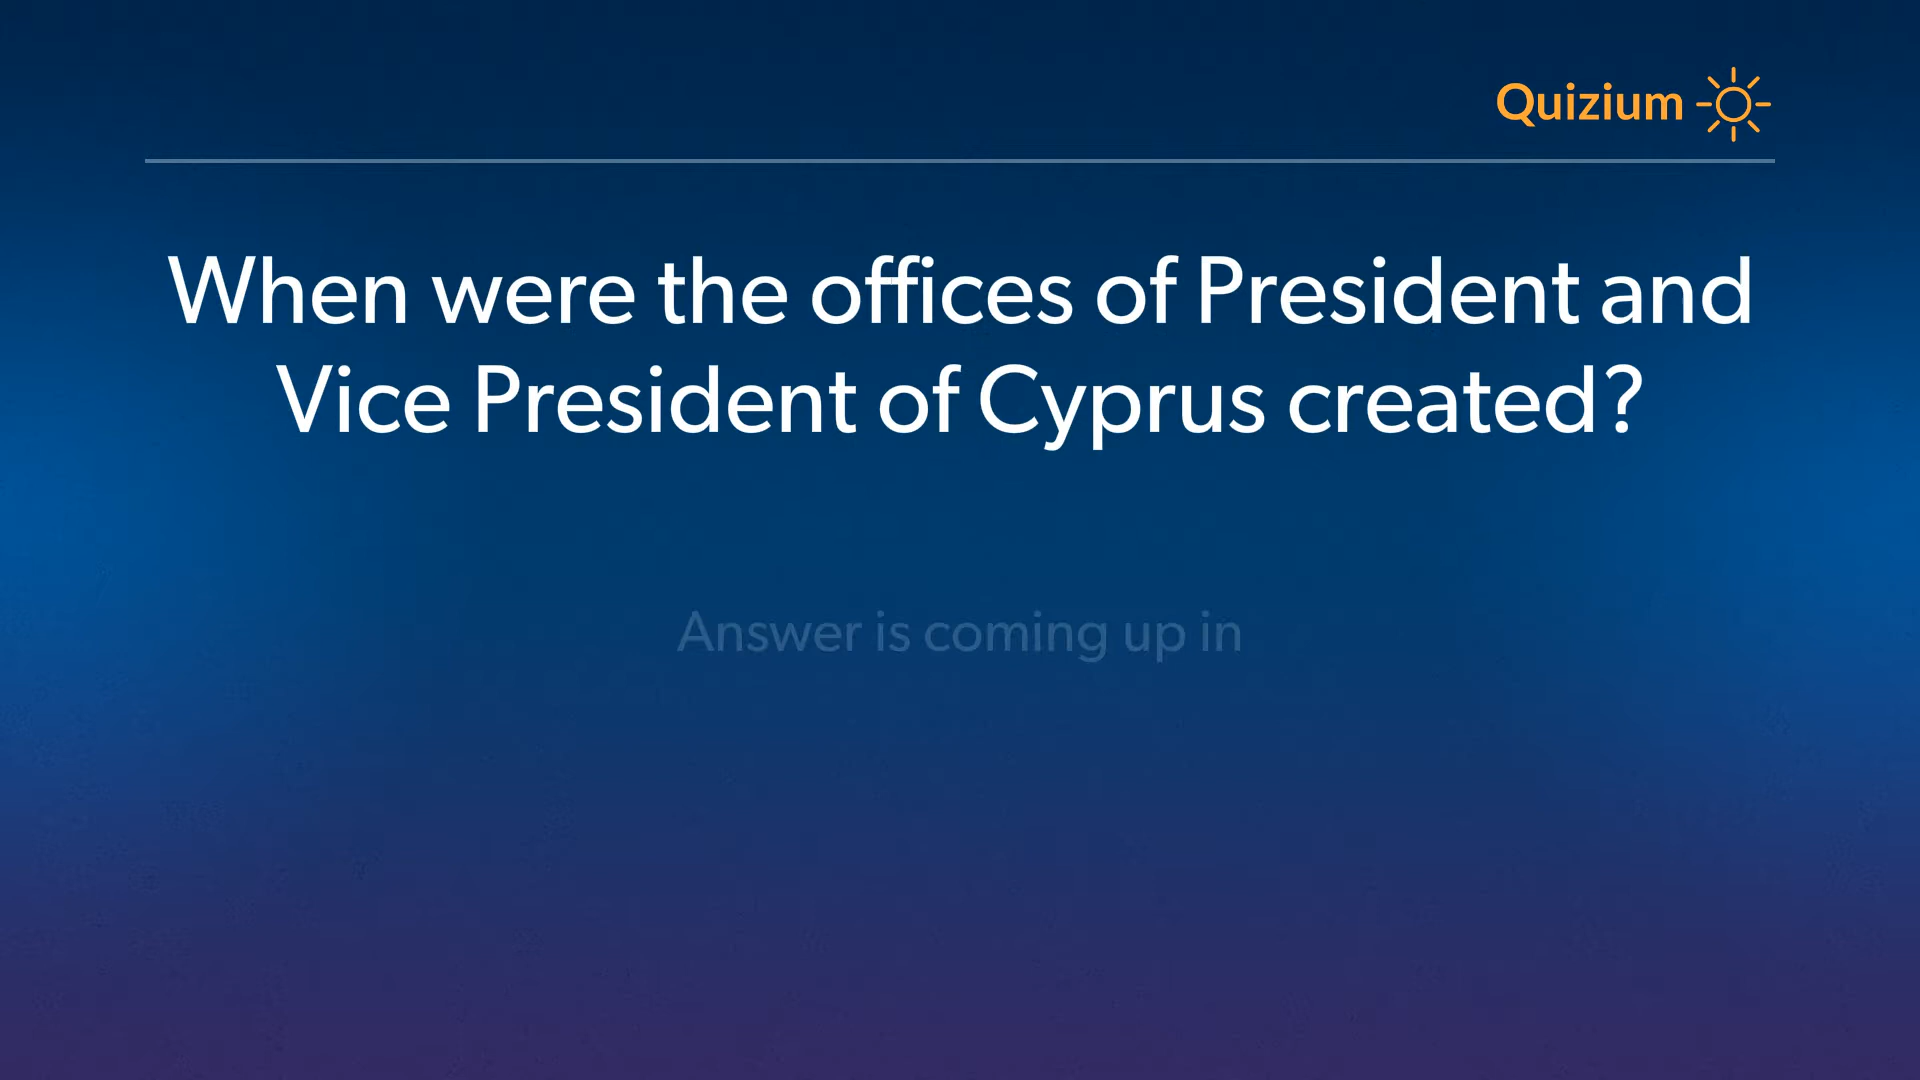 Quizium
When were the offices of President and
Vice President of Cyprus created?
Answer is coming up in